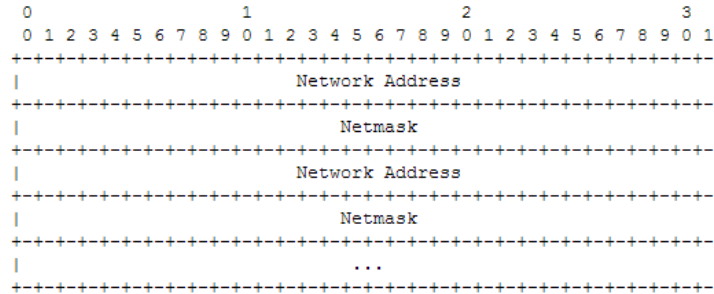 0                   1                   2                   3
0 1 2 3 4 5 6 7 8 9 0 1 2 3 4 5 6 7 8 9 0 1 2 3 4 5 6 7 8 9 0 1
+-+-+-+-+-+-+-+-+-+-+-+-+-+-+-+-+-+-+-+-+-+-+-+-+-+-+-+-+-+-+-+-
|                         Network Address
+-+-+-+-+-+-+-+-+-+-+-+-+-+-+-+-+-+-+-+-+-+-+-+-+-+-+-+-+-+-+-+-
|                             Netmask
+-+-+-+-+-+-+-+-+-+-+-+-+-+-+-+-+-+-+-+-+-+-+-+-+-+-+-+-+-+-+-+-
|                         Network Address
+-+-+-+-+-+-+-+-+-+-+-+-+-+-+-+-+-+-+-+-+-+-+-+-+-+-+-+-+-+-+-+-
|                             Netmask
+-+-+-+-+-+-+-+-+-+-+-+-+-+-+-+-+-+-+-+-+-+-+-+-+-+-+-+-+-+-+-+-
|                              ...
+-+-+-+-+-+-+-+-+-+-+-+-+-+-+-+-+-+-+-+-+-+-+-+-+-+-+-+-+-+-+-+-